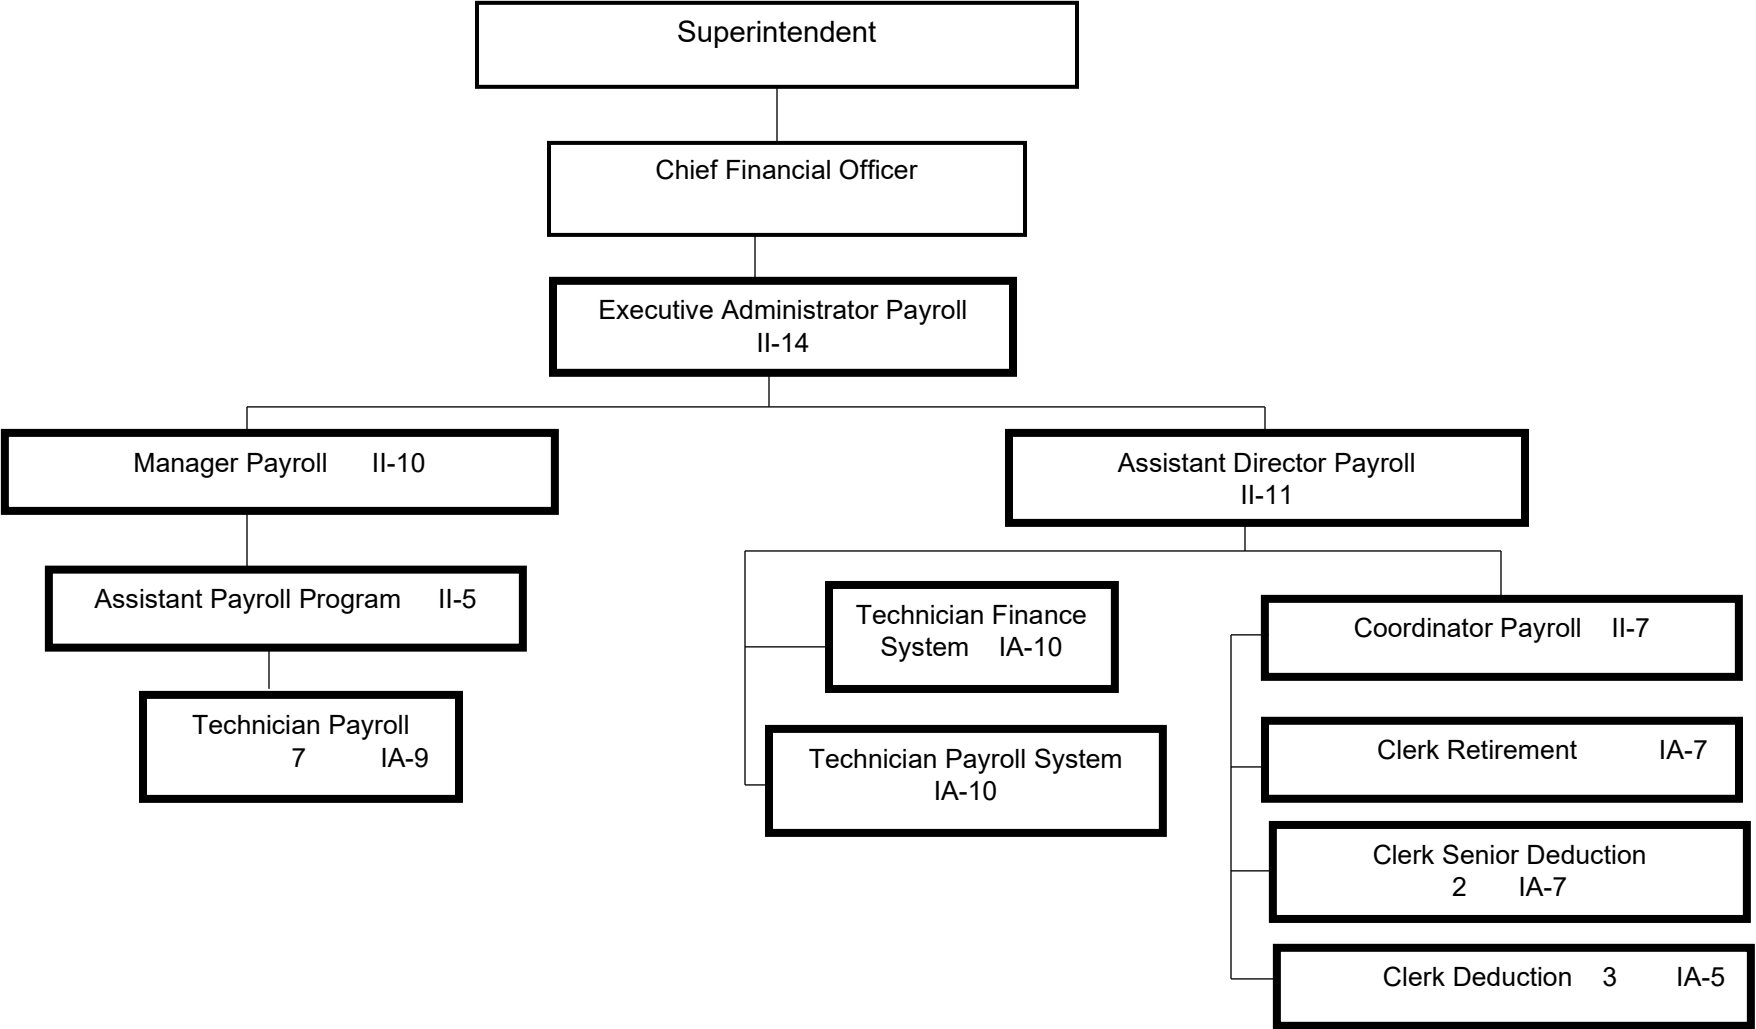 Superintendent
Chief Financial Officer
Executive Administrator Payroll
II-14
Manager Payroll II-10
Assistant Director Payroll
II-11
Assistant Payroll Program II-5
Technician Payroll
7 IA-9
Technician Finance
System IA-10
Technician Payroll System
IA-10
Coordinator Payroll II-7
Clerk Retirement IA-7
Clerk Senior Deduction
2 IA-7
Clerk Deduction 3 IA-5